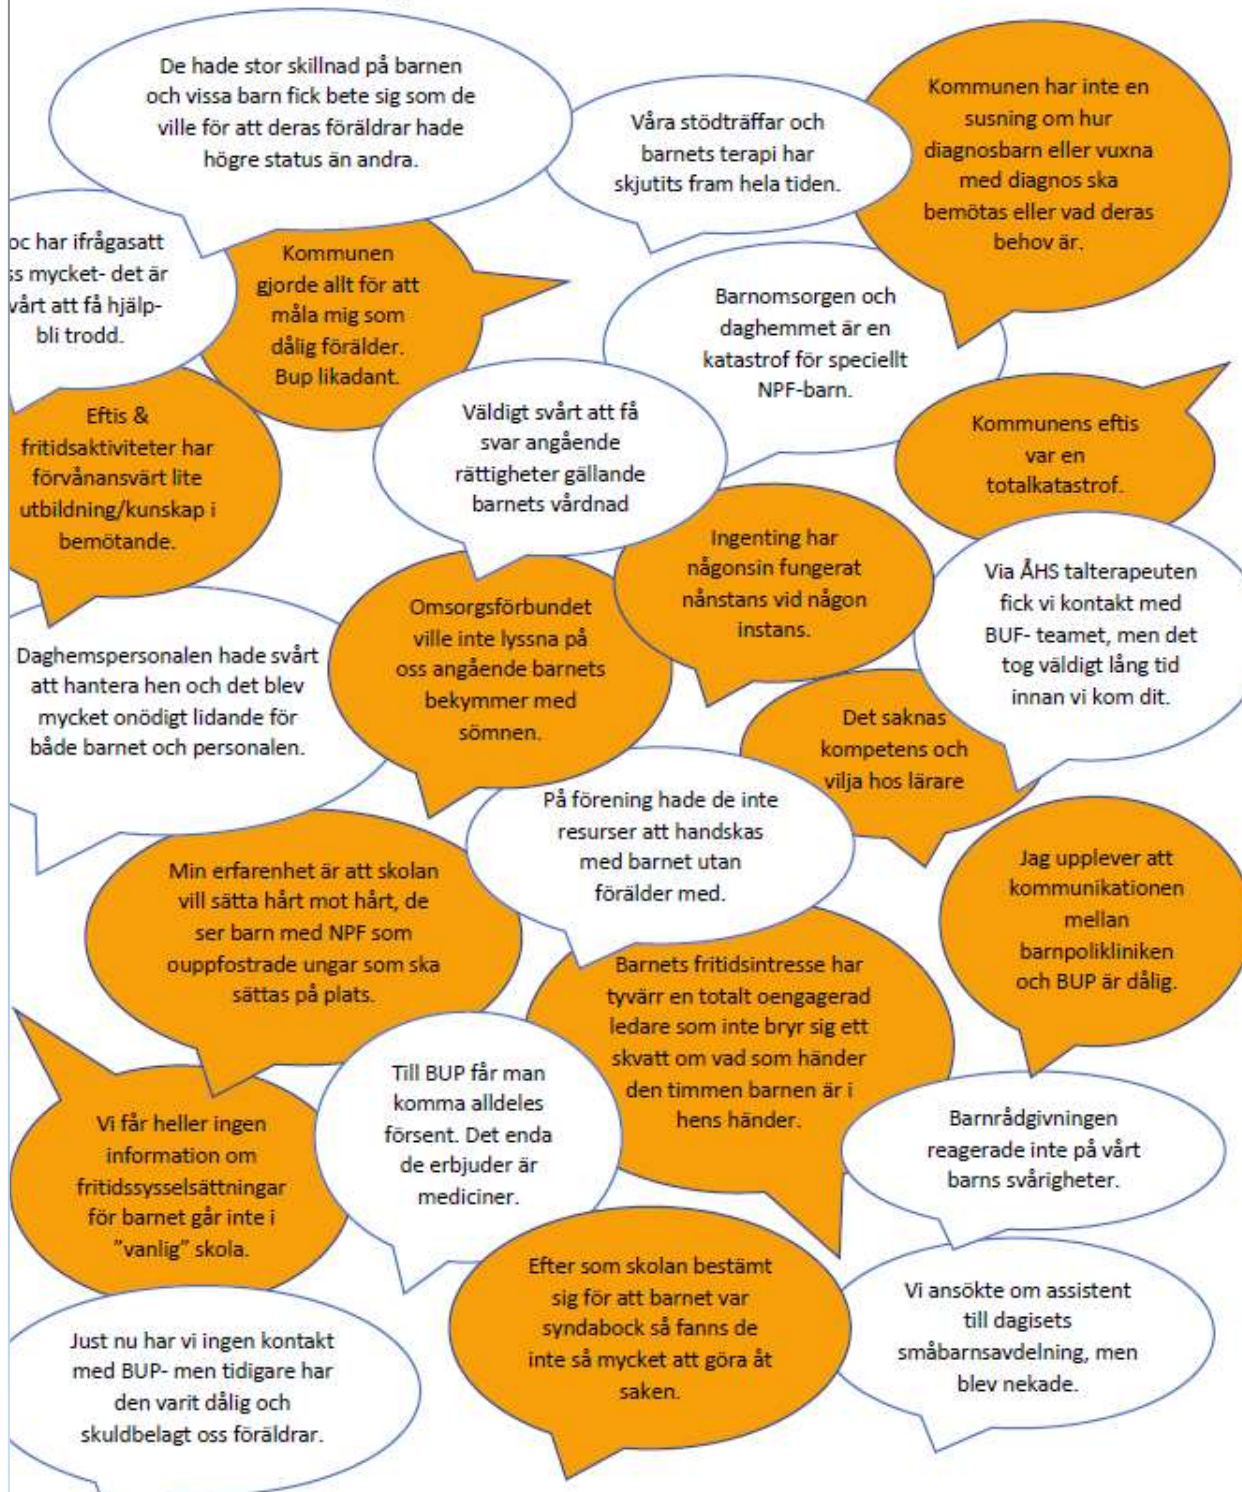 De hade stor skillnad på barnen
och vissa barn fick bete sig som de
ville för att deras föräldrar hade
högre status än andra.
Våra stödträffar och
barnets terapi har
skjutits fram hela tiden.
Kommunen har inte en
susning om hur
diagnosbarn eller vuxna
med diagnos ska
bemötas eller vad deras
behov är.
har ifrågasatt
mycket- det är
att få hjälp-
bli trodd.
Kommunen
gjorde allt för att
måla mig som
dålig förälder.
Bup likadant.
Barnomsorgen och
daghemmet är en
katastrof för speciellt
NPF-barn.
Eftis &
fritidsaktiviteter har
förvånansvärt lite
utbildning/kunskap i
bemötande.
Väldigt svårt att få
svar angående
rättigheter gällande
barnets vårdnad
Kommunens eftis
var en
totalkatastrof.
Ingenting har
någonsin fungerat
nånstans vid någon
instans.
Via ÅHS talterapeuten
fick vi kontakt med
BUF- teamet, men det
tog väldigt lång tid
innan vi kom dit.
Omsorgsförbundet
ville inte lyssna på
oss angående barnets
bekymmer med
sömnen.
Daghemspersonalen hade svårt
att hantera hen och det blev
mycket onödigt lidande för
både barnet och personalen.
Det saknas
kompetens och
vilja hos lärare
På förening hade de inte
resurser att handskas
med barnet utan
förälder med.
Min erfarenhet är att skolan
vill sätta hårt mot hårt, de
ser barn med NPF som
ouppfostrade ungar som ska
sättas på plats.
Jag upplever att
kommunikationen
mellan
barnpolikliniken
och BUP är dålig.
Barnets fritidsintresse har
tyvärr en totalt oengagerad
ledare som inte bryr sig ett
skvatt om vad som händer
den timmen barnen är i
hens händer.
Till BUP får man
komma alldeles
försent. Det enda
de erbjuder är
mediciner.
Vi får heller ingen
information om
fritidssysselsättningar
för barnet går inte i
”vanlig” skola.
Barnrådgivningen
reagerade inte på vårt
barns svårigheter.
Efter som skolan bestämt
sig för att barnet var
syndabock så fanns de
inte så mycket att göra åt
saken.
Vi ansökte om assistent
till dagisets
småbarnsavdelning, men
blev nekade.
Just nu har vi ingen kontakt
med BUP- men tidigare har
den varit dålig och
skuldbelagt oss föräldrar.